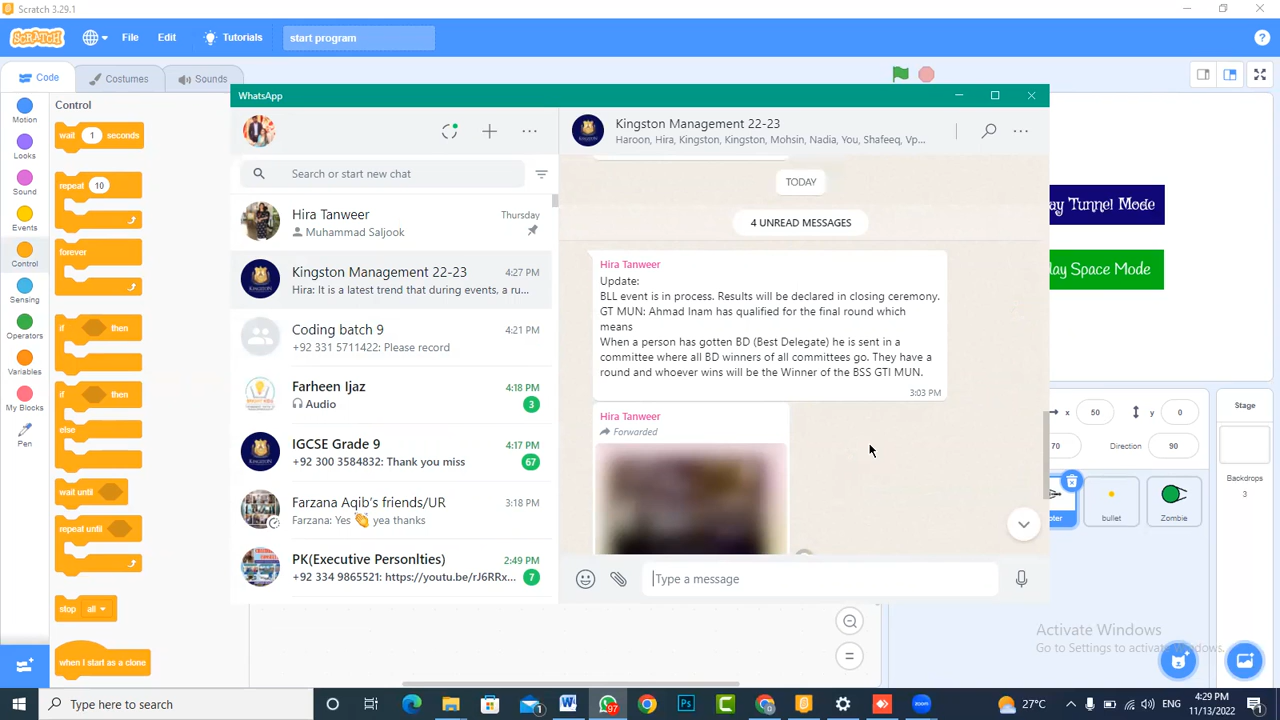 Scratch 3.29.1
SCRATCH File Edit Tutorials start program
Code Costumes Sounds
Motion
Looks
Sound
Events
Control
Sensing
Operators
Variables
My Blocks
Pen
Control
wait 1 seconds
repeat 10
forever
if then
if then
else
wait until
repeat until
stop all
when I start as a clone
WhatsApp
Search or start new chat
Hira Tanweer Thursday
Muhammad Saljook
Kingston Management 22-23 4:27 PM
Hira: It is a latest trend that during events, a ru...
Coding batch 9 4:21 PM
+92 331 5711422: Please record
Farheen Ijaz 4:18 PM
Audio 3
IGCSE Grade 9 4:17 PM
+92 300 3584832: Thank you miss 67
Farzana Aqib's friends/UR 3:18 PM
Farzana: Yes 👏 yea thanks
PK(Executive Personlties) 2:49 PM
+92 334 9865521: https://youtu.be/rJ6RRx... 7
Kingston Management 22-23
Haroon, Hira, Kingston, Kingston, Mohsin, Nadia, You, Shafeeq, Vp...
TODAY
4 UNREAD MESSAGES
Hira Tanweer
Update:
BLL event is in process. Results will be declared in closing ceremony.
GT MUN: Ahmad Inam has qualified for the final round which
means
When a person has gotten BD (Best Delegate) he is sent in a
committee where all BD winners of all committees go. They have a
round and whoever wins will be the Winner of the BSS GTI MUN.
3:03 PM
Hira Tanweer
Forwarded
Type a message
ay Tunnel Mode
lay Space Mode
x 50 y 0
70 Direction 90
Stage
Backdrops
3
oter bullet Zombie
Activate Windows
Go to Settings to activate Windows.
Type here to search
97
1
27°C
ENG
4:29 PM
11/13/2022